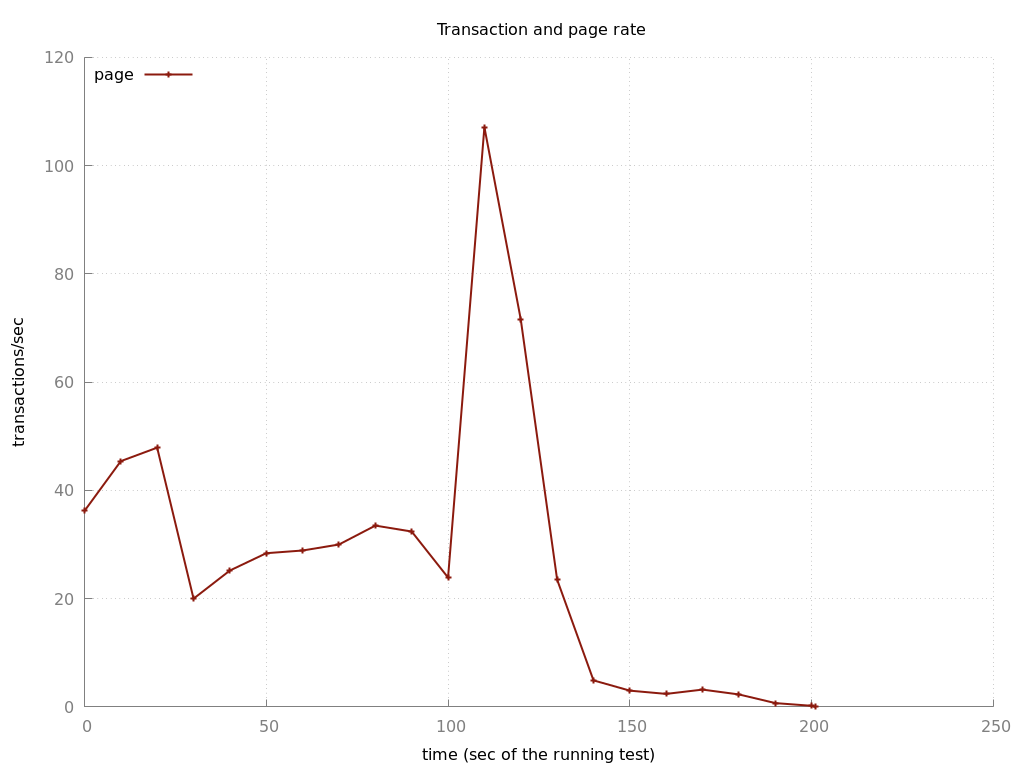 Transaction and page rate
120
page
100
80
60
40
20
0
transactions/sec
0 50 100 150 200 250
time (sec of the running test)